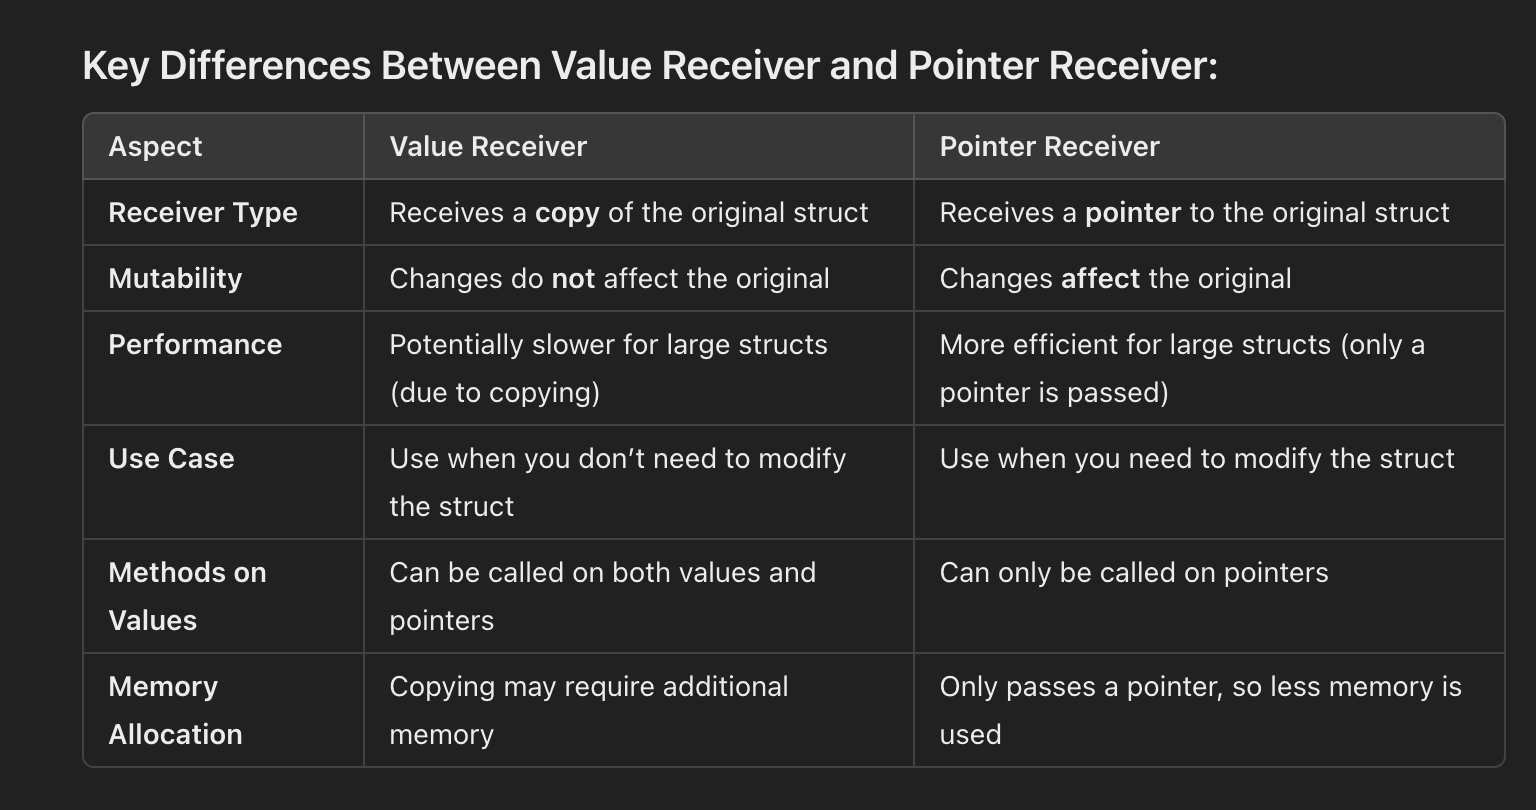 Key Differences Between Value Receiver and Pointer Receiver:
Aspect Value Receiver Pointer Receiver
Receiver Type Receives a copy of the original struct Receives a pointer to the original struct
Mutability Changes do not affect the original Changes affect the original
Performance Potentially slower for large structs More efficient for large structs (only a
(due to copying) pointer is passed)
Use Case Use when you don’t need to modify Use when you need to modify the struct
the struct
Methods on Can be called on both values and Can only be called on pointers
Values pointers
Memory Copying may require additional Only passes a pointer, so less memory is
Allocation memory used